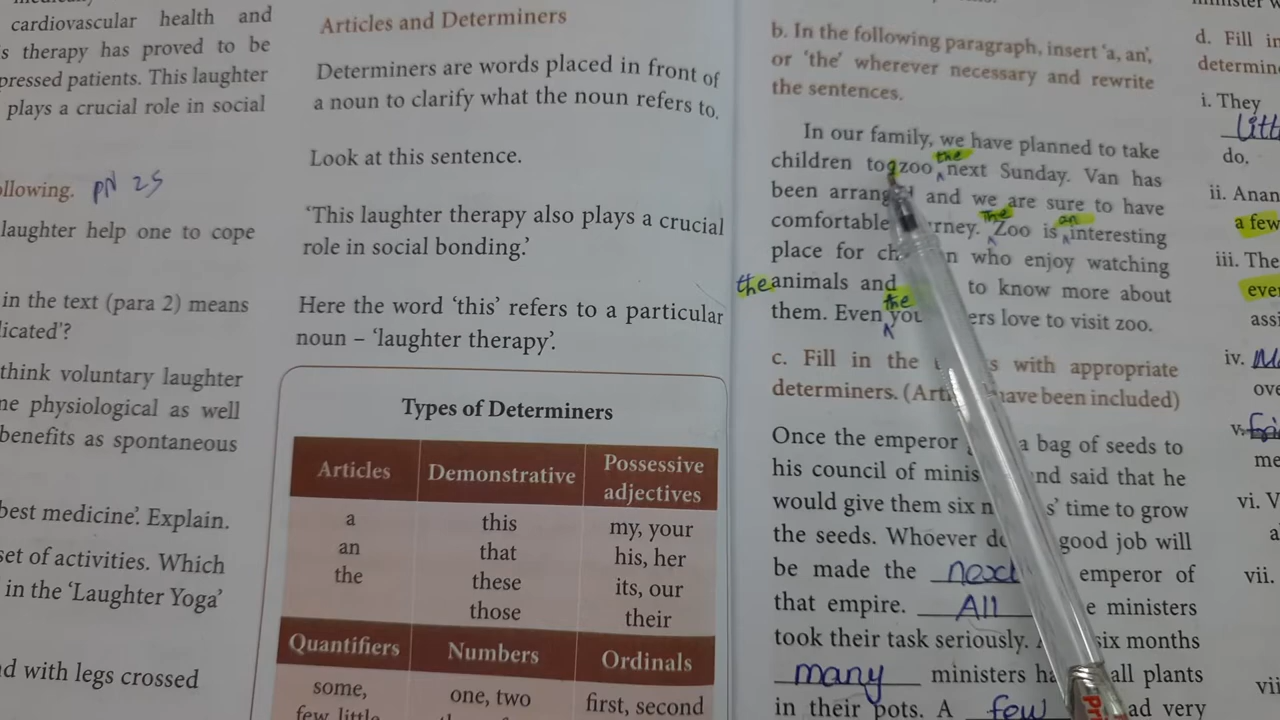 cardiovascular health and
s therapy has proved to be
pressed patients. This laughter
plays a crucial role in social
ollowing. PN 25
laughter help one to cope
in the text (para 2) means
licated'?
think voluntary laughter
ne physiological as well
benefits as spontaneous
best medicine'. Explain.
set of activities. Which
in the 'Laughter Yoga'
d with legs crossed
Articles and Determiners
Determiners are words placed in front of
a noun to clarify what the noun refers to.
Look at this sentence.
'This laughter therapy also plays a crucial
role in social bonding.'
Here the word 'this' refers to a particular
noun – 'laughter therapy'.
Types of Determiners
Articles Demonstrative Possessive adjectives
a this my, your
an that his, her
the these its, our
those their
Quantifiers Numbers Ordinals
some, one, two first, second
few, little
b. In the following paragraph, insert 'a, an',
or 'the' wherever necessary and rewrite
the sentences.
In our family, we have planned to take
children to a zoo the next Sunday. Van has
been and we are sure to have
comfortable The Zoo is an interesting
place for who enjoy watching
the animals and to know more about
them. Even the love to visit zoo.
c. Fill in the with appropriate
determiners. (have been included)
Once the emperor a bag of seeds to
his council of and said that he
would give them six time to grow
the seeds. Whoever good job will
be made the next emperor of
that empire. All ministers
took their task seriously. six months
many ministers all plants
in their pots. A few very
d. Fill in
determin
i. They
litt
do,
ii. Anan
a few
iii. The
ever
assi
iv.
ove
v.
me
vi. V
a
vii.